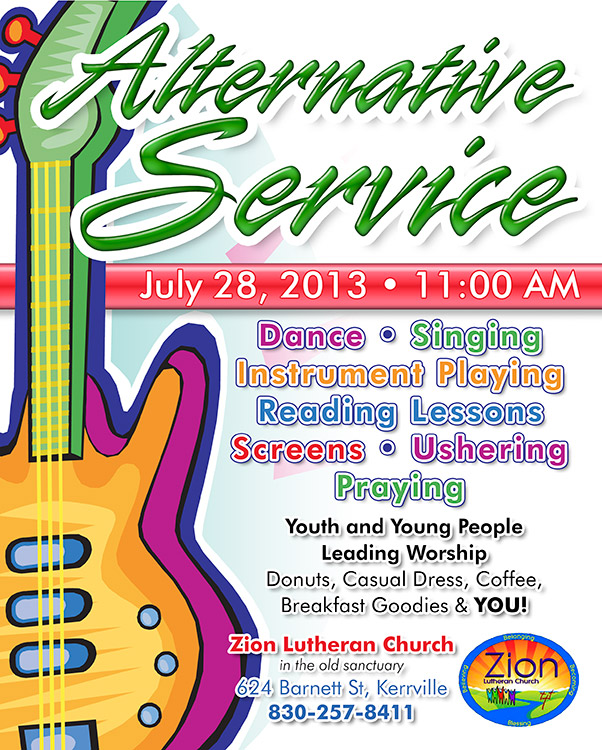 Alternative
Service
July 28, 2013 • 11:00 AM
Dance • Singing
Instrument Playing
Reading Lessons
Screens • Ushering
Praying
Youth and Young People
Leading Worship
Donuts, Casual Dress, Coffee,
Breakfast Goodies & YOU!
Zion Lutheran Church
in the old sanctuary
624 Barnett St, Kerrville
830-257-8411
Belonging
Believing
Becoming
Zion
Lutheran Church
Blessing